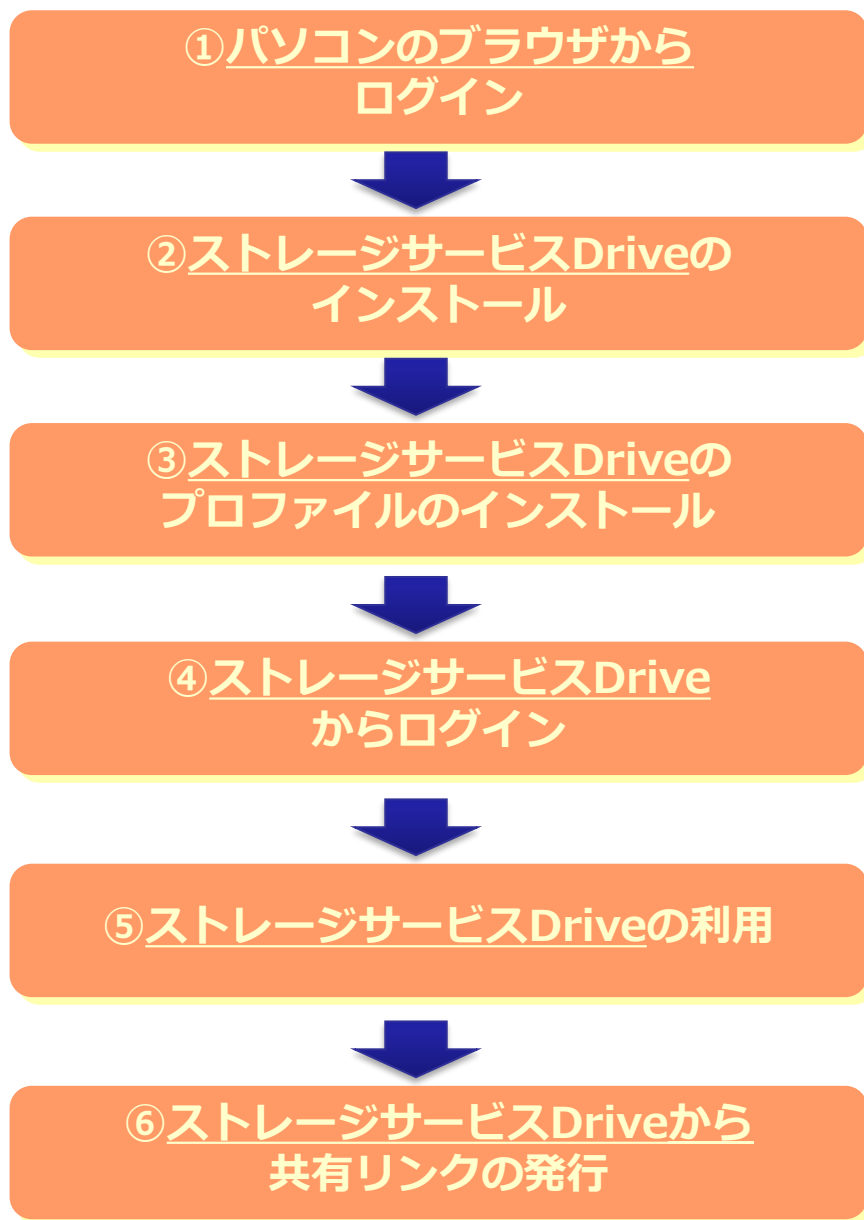 ①パソコンのブラウザから
ログイン
②ストレージサービスDriveの
インストール
③ストレージサービスDriveの
プロファイルのインストール
④ストレージサービスDrive
からログイン
⑤ストレージサービスDriveの利用
⑥ストレージサービスDriveから
共有リンクの発行